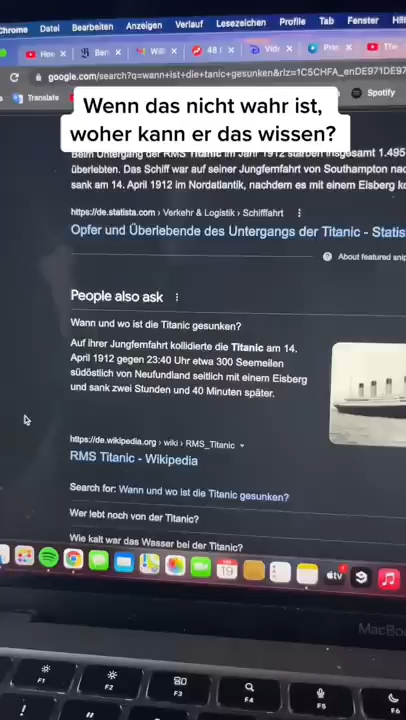 Chrome Datei Bearbeiten Anzeigen Verlauf Lesezeichen Profile Tab Fenster
google.com/search?q=wann+ist+die+tanic+gesunken&rlz=1C5CHFA_enDE971DE97
Translate Spotify
Wenn das nicht wahr ist,
woher kann er das wissen?
Beim Untergang der RMS Titanic im Jahr 1912 starben insgesamt 1.495
überlebten. Das Schiff war auf seiner Jungfernfahrt von Southampton nac
sank am 14. April 1912 im Nordatlantik, nachdem es mit einem Eisberg ko
https://de.statista.com › Verkehr & Logistik › Schifffahrt
Opfer und Überlebende des Untergangs der Titanic - Statis
About featured snip
People also ask
Wann und wo ist die Titanic gesunken?
Auf ihrer Jungfernfahrt kollidierte die Titanic am 14.
April 1912 gegen 23:40 Uhr etwa 300 Seemeilen
südöstlich von Neufundland seitlich mit einem Eisberg
und sank zwei Stunden und 40 Minuten später.
https://de.wikipedia.org › wiki › RMS_Titanic
RMS Titanic - Wikipedia
Search for: Wann und wo ist die Titanic gesunken?
Wer lebt noch von der Titanic?
Wie kalt war das Wasser bei der Titanic?
19
tv
MacBo
F1 F2 F3 F4 F5 F6